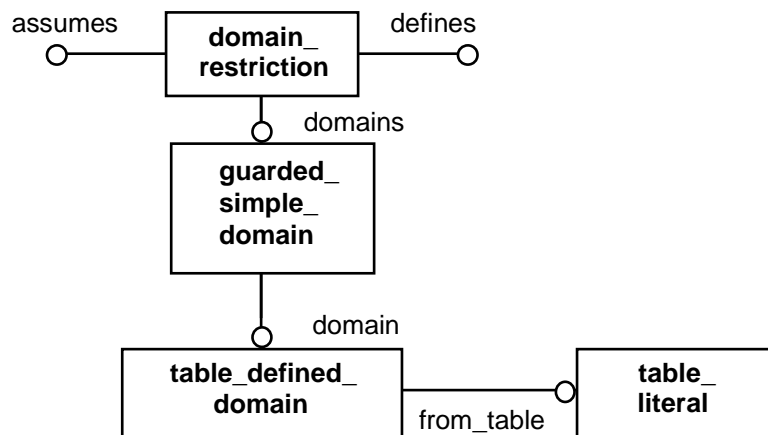 assumes
domain_
restriction
defines
domains
guarded_
simple_
domain
domain
table_defined_
domain
from_table
table_
literal